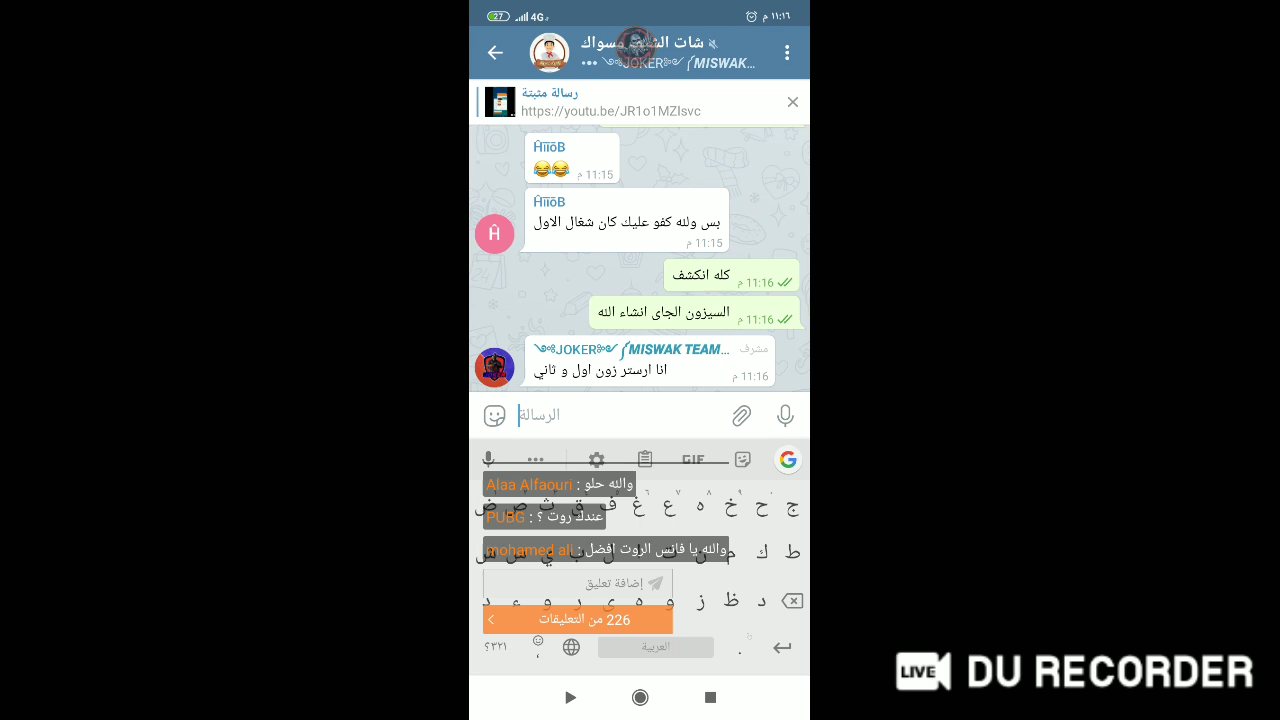 27 4G ١١:١٦ م
شات الشيف مسواك
JOKER MISWAK...
رسالة مثبتة
https://youtu.be/JR1o1MZIsvc
ĤīīōB
😂😂
11:15 م
ĤīīōB
بس ولله كفو عليك كان شغال الاول
11:15 م
Ĥ
كله انكشف
11:16 م
السيزون الجاى انشاء الله
11:16 م
JOKER MISWAK TEAM... مشرف
انا ارستر زون اول و ثاني
11:16 م
الرسالة
GIF
Alaa Alfaouri : والله حلو
PUBG : عندك روت ؟
mohamed ali : والله يا فانس الروت افضل
ض ص ث ق ف غ ع ه خ ح ج
م ك ط
إضافة تعليق
د ء و ر ى ه و ز ظ د
226 من التعليقات
٣٢١؟ ، العربية .
LIVE DU RECORDER